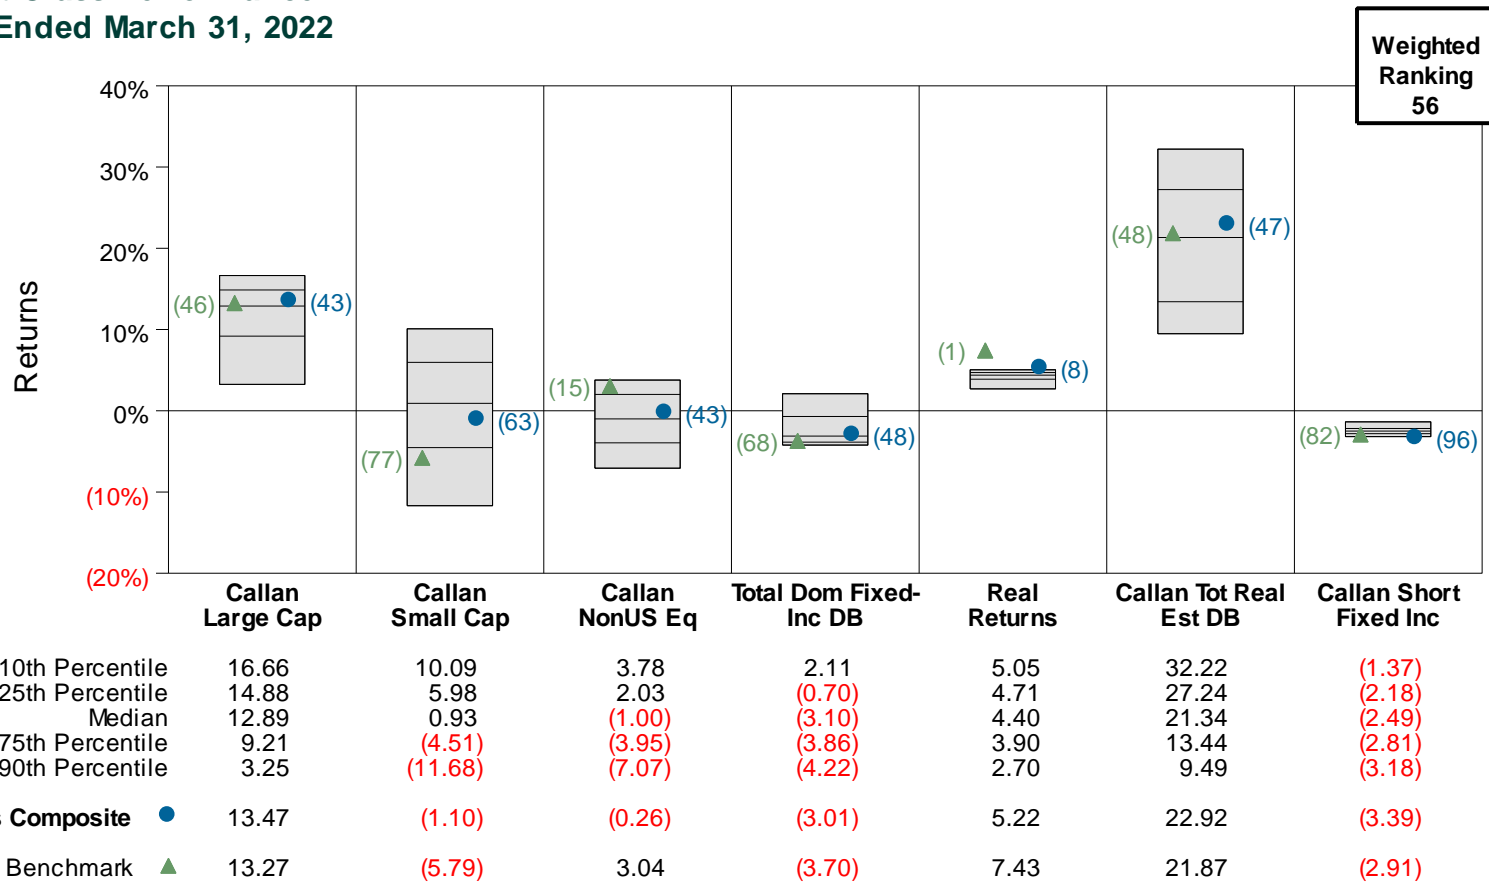 Ended March 31, 2022
Weighted
Ranking
56
Returns
40%
30%
20%
10%
0%
(10%)
(20%)
(46) (43)
(77) (63)
(15) (43)
(68) (48)
(1) (8)
(48) (47)
(82) (96)
Callan Callan Callan Total Dom Fixed- Real Callan Tot Real Callan Short
Large Cap Small Cap NonUS Eq Inc DB Returns Est DB Fixed Inc
10th Percentile 16.66 10.09 3.78 2.11 5.05 32.22 (1.37)
25th Percentile 14.88 5.98 2.03 (0.70) 4.71 27.24 (2.18)
Median 12.89 0.93 (1.00) (3.10) 4.40 21.34 (2.49)
75th Percentile 9.21 (4.51) (3.95) (3.86) 3.90 13.44 (2.81)
90th Percentile 3.25 (11.68) (7.07) (4.22) 2.70 9.49 (3.18)
Composite 13.47 (1.10) (0.26) (3.01) 5.22 22.92 (3.39)
Benchmark 13.27 (5.79) 3.04 (3.70) 7.43 21.87 (2.91)